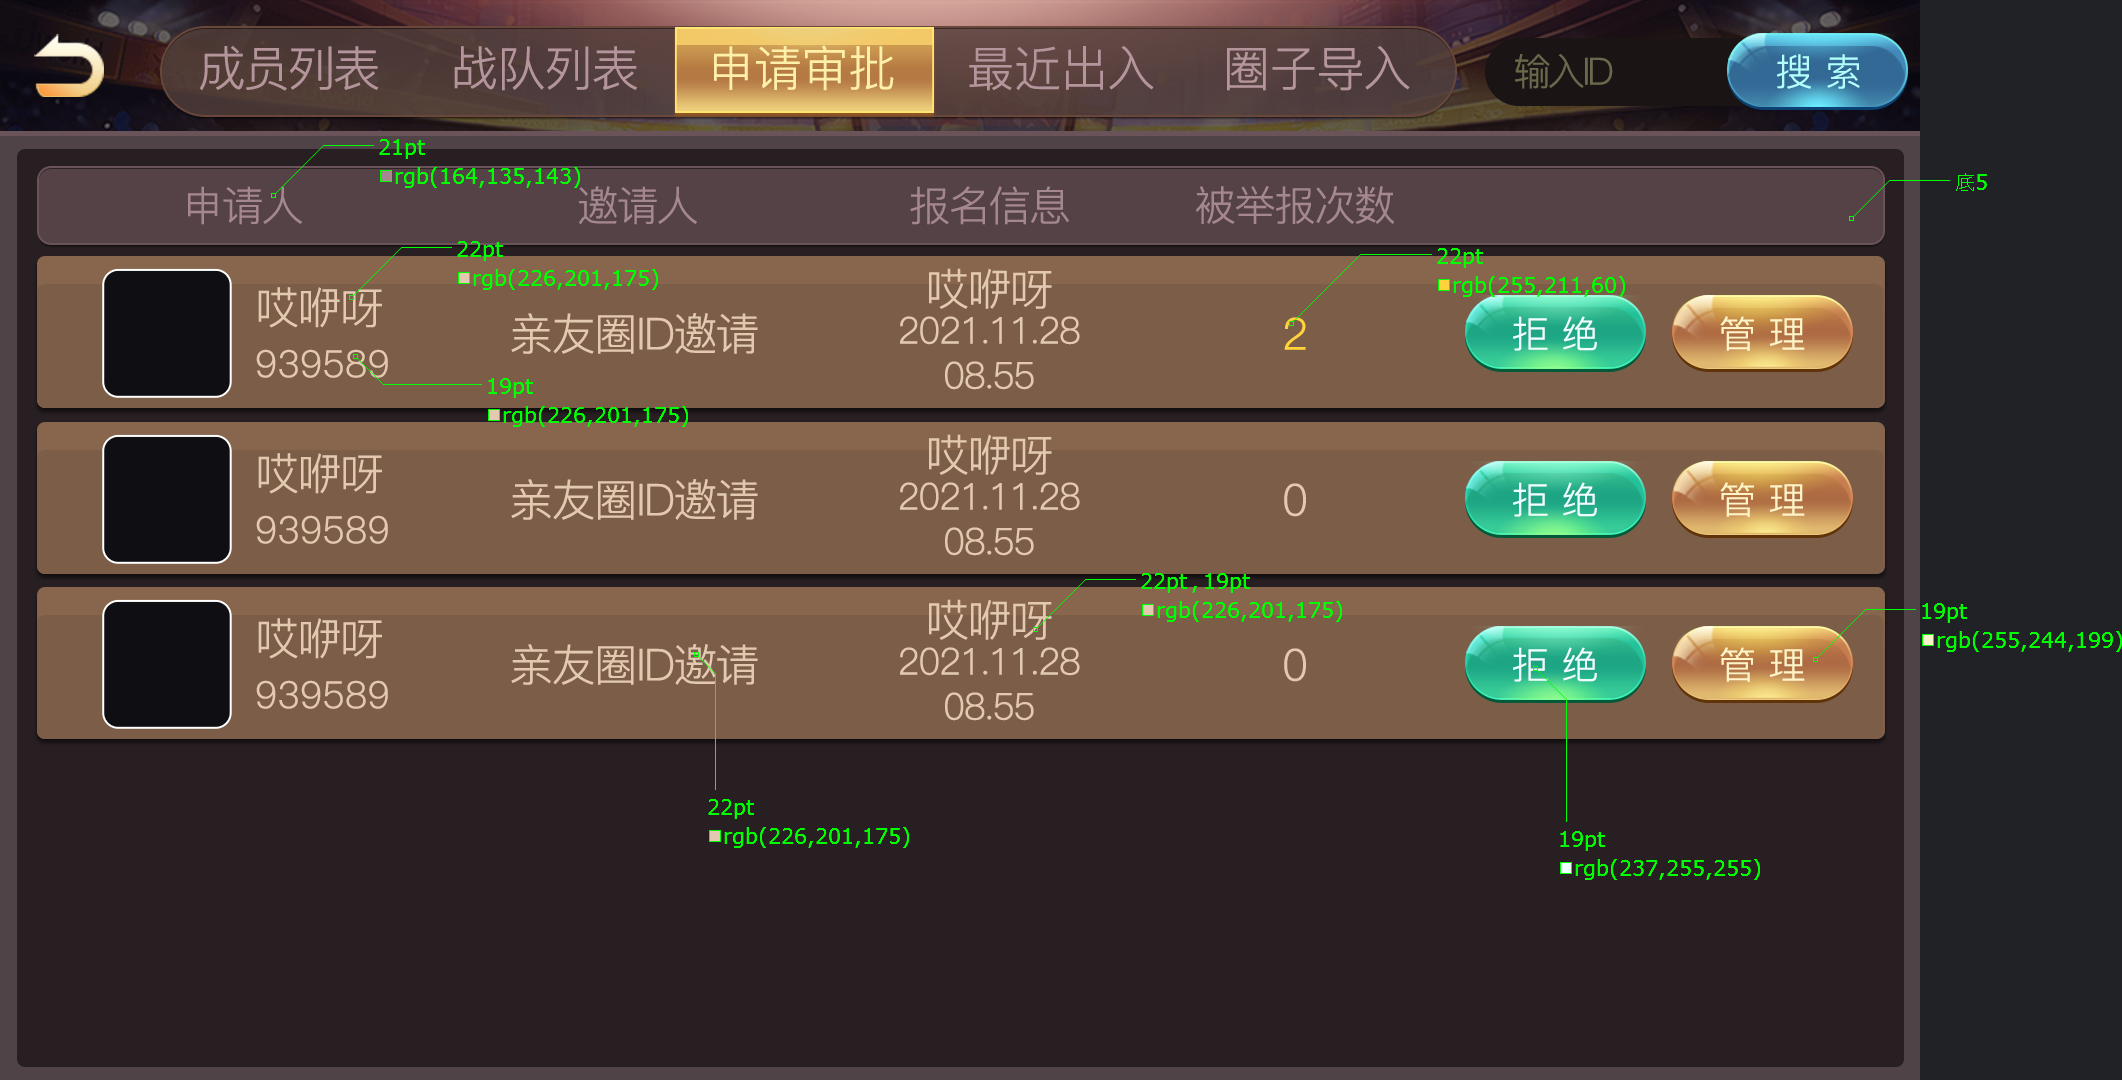 成员列表 战队列表 申请审批 最近出入 圈子导入 输入ID 搜 索
21pt
rgb(164,135,143)
底5
申请人 邀请人 报名信息 被举报次数
22pt
rgb(226,201,175)
22pt
rgb(255,211,60)
哎咿呀
939589
亲友圈ID邀请
哎咿呀
2021.11.28
08.55
2
拒 绝
管 理
19pt
rgb(226,201,175)
哎咿呀
939589
亲友圈ID邀请
哎咿呀
2021.11.28
08.55
0
拒 绝
管 理
22pt,19pt
rgb(226,201,175)
19pt
rgb(255,244,199)
哎咿呀
939589
亲友圈ID邀请
哎咿呀
2021.11.28
08.55
0
拒 绝
管 理
22pt
rgb(226,201,175)
19pt
rgb(237,255,255)